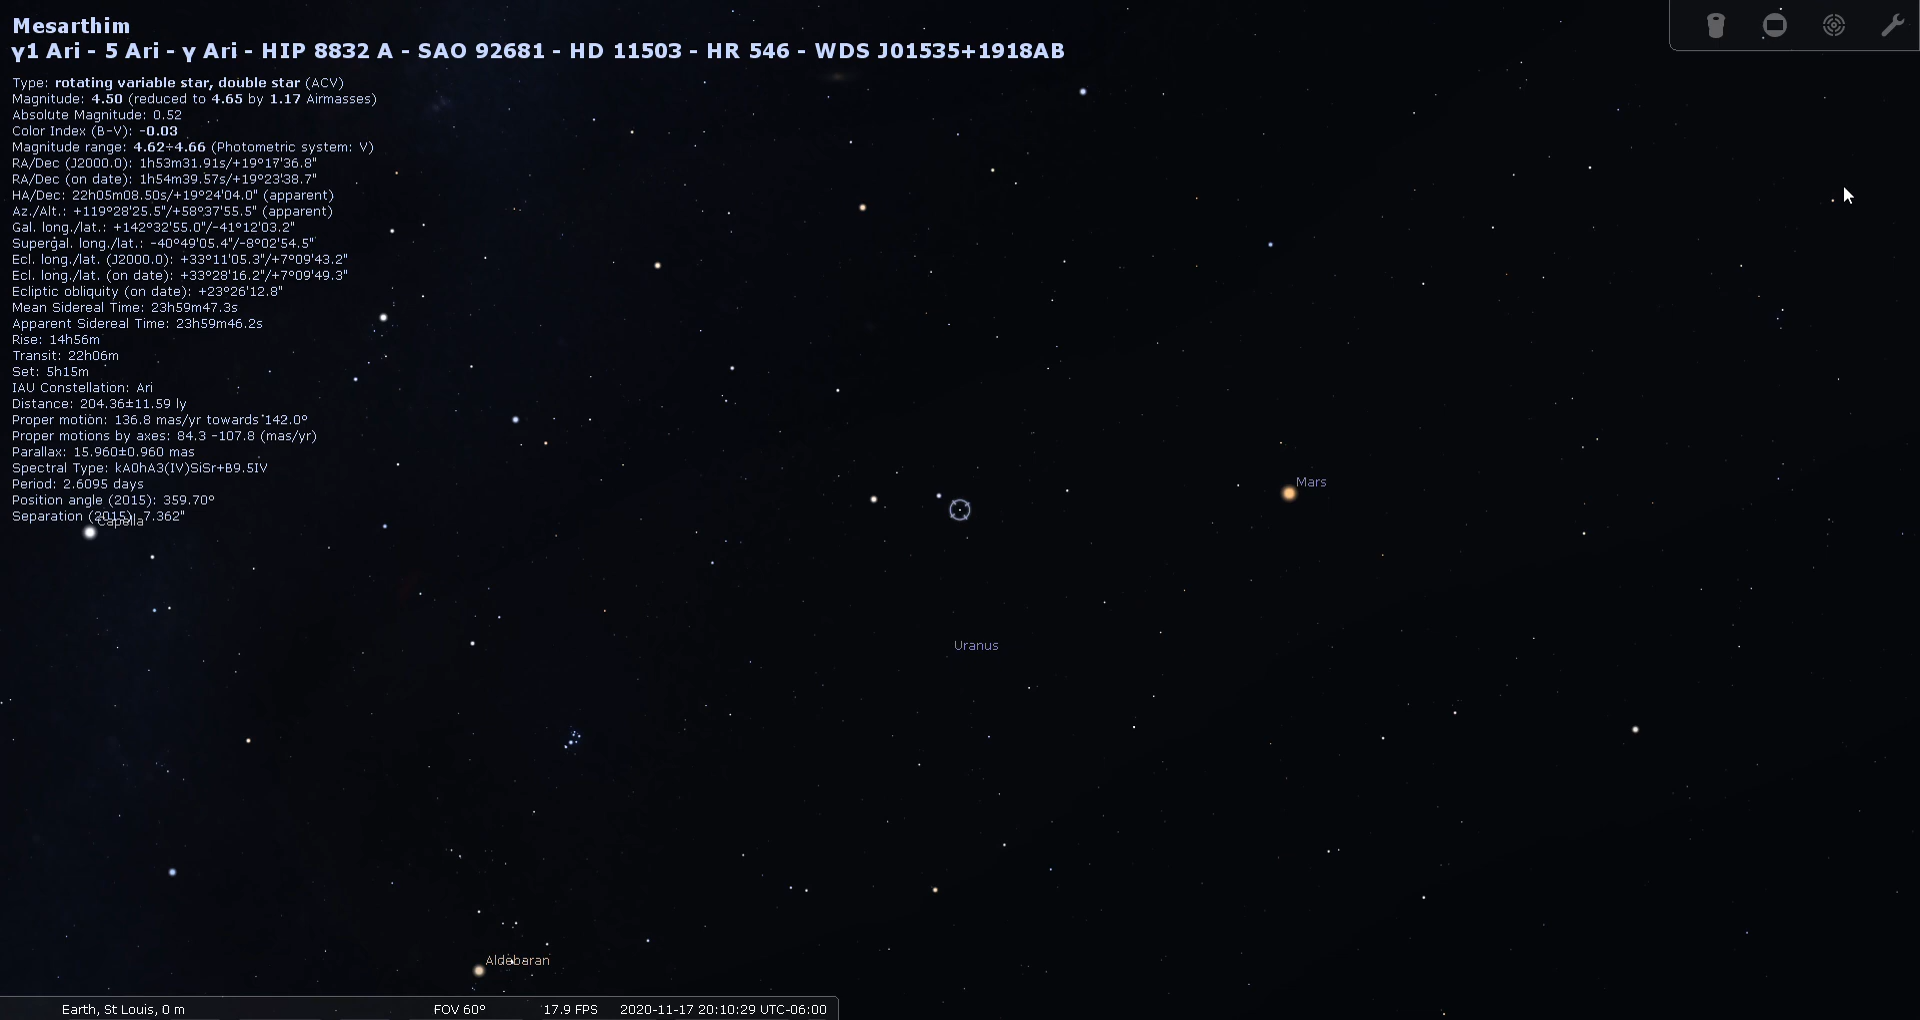 Mesarthim
γ1 Ari - 5 Ari - γ Ari - HIP 8832 A - SAO 92681 - HD 11503 - HR 546 - WDS J01535+1918AB
Type: rotating variable star, double star (ACV)
Magnitude: 4.50 (reduced to 4.65 by 1.17 Airmasses)
Absolute Magnitude: 0.52
Color Index (B-V): -0.03
Magnitude range: 4.62÷4.66 (Photometric system: V)
RA/Dec (J2000.0): 1h53m31.91s/+19°17'36.8"
RA/Dec (on date): 1h54m39.57s/+19°23'38.7"
HA/Dec: 22h05m08.50s/+19°24'04.0" (apparent)
Az./Alt.: +119°28'25.5"/+58°37'55.5" (apparent)
Gal. long./lat.: +142°32'55.0"/-41°12'03.2"
Supergal. long./lat.: -40°49'05.4"/-8°02'54.5"
Ecl. long./lat. (J2000.0): +33°11'05.3"/+7°09'43.2"
Ecl. long./lat. (on date): +33°28'16.2"/+7°09'49.3"
Ecliptic obliquity (on date): +23°26'12.8"
Mean Sidereal Time: 23h59m47.3s
Apparent Sidereal Time: 23h59m46.2s
Rise: 14h56m
Transit: 22h06m
Set: 5h15m
IAU Constellation: Ari
Distance: 204.36±11.59 ly
Proper motion: 136.8 mas/yr towards 142.0°
Proper motions by axes: 84.3 -107.8 (mas/yr)
Parallax: 15.960±0.960 mas
Spectral Type: kA0hA3(IV)SiSr+B9.5IV
Period: 2.6095 days
Position angle (2015): 359.70°
Separation (2015): 7.362"
Capella
Mars
Uranus
Aldebaran
Earth, St Louis, 0 m
FOV 60°
17.9 FPS
2020-11-17 20:10:29 UTC-06:00